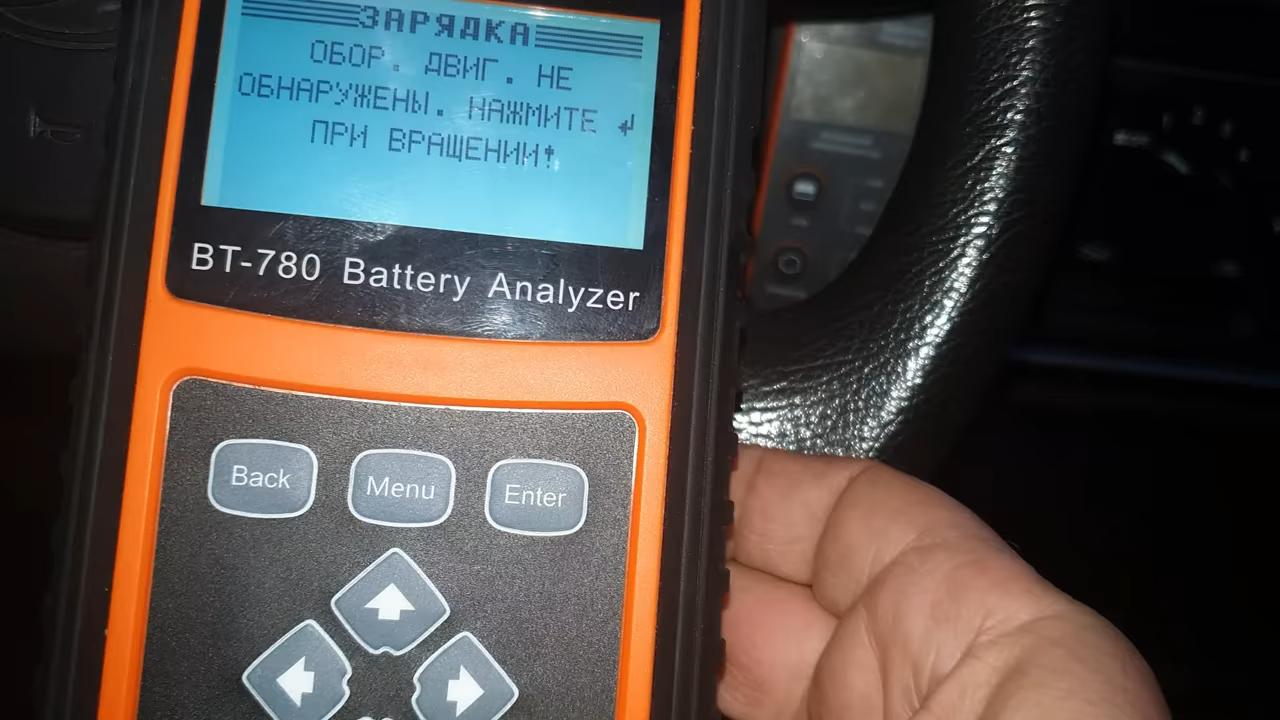 ЗАРЯДКА
ОБОР. ДВИГ. НЕ
ОБНАРУЖЕНЫ. НАЖМИТЕ ↲
ПРИ ВРАЩЕНИИ!
BT-780 Battery Analyzer
Back Menu Enter